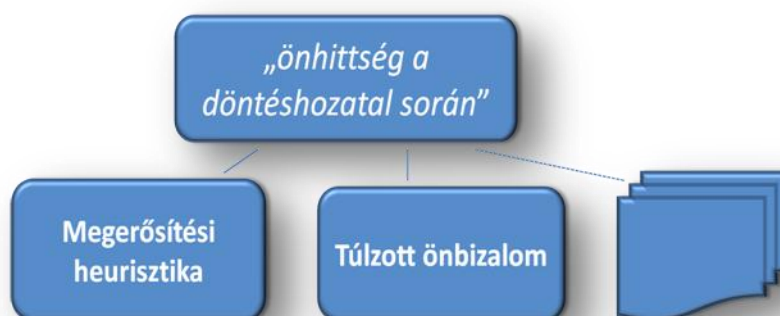 „önhittség a
döntéshozatal során”
Megerősítési
heurisztika
Túlzott önbizalom